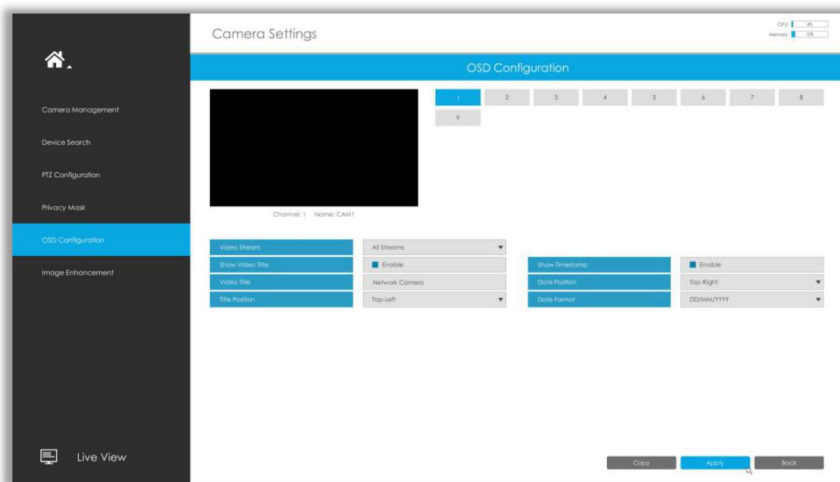 Camera Settings
CPU
Memory
OSD Configuration
Camera Management
Device Search
PTZ Configuration
Privacy Mask
OSD Configuration
Image Enhancement
Live View
1 2 3 4 5 6 7 8
9
Channel: 1 Name: CAM1
Video Stream All Streams
Show Video Title Enable Show Timestamp Enable
Video Title Network Camera Date Position Top-Right
Title Position Top-Left Date Format DD/MM/YYYY
Copy Apply Back